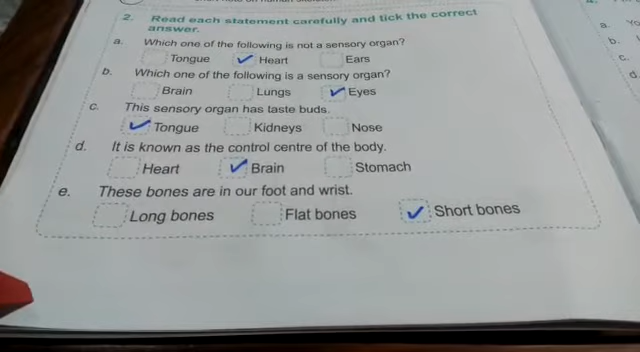 2. Read each statement carefully and tick the correct
answer.
a. Which one of the following is not a sensory organ?
Tongue Heart Ears
b. Which one of the following is a sensory organ?
Brain Lungs Eyes
c. This sensory organ has taste buds.
Tongue Kidneys Nose
d. It is known as the control centre of the body.
Heart Brain Stomach
e. These bones are in our foot and wrist.
Long bones Flat bones Short bones
a. Yo
b.
c.
d.